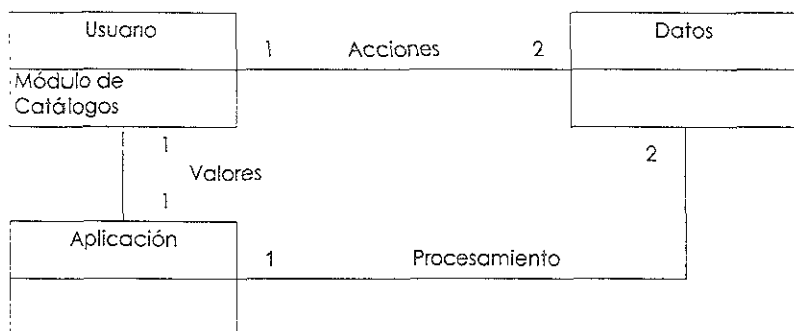 Usuario
Datos
1
Acciones
2
Módulo de
Catálogos
1
Valores
1
2
Aplicación
1
Procesamiento